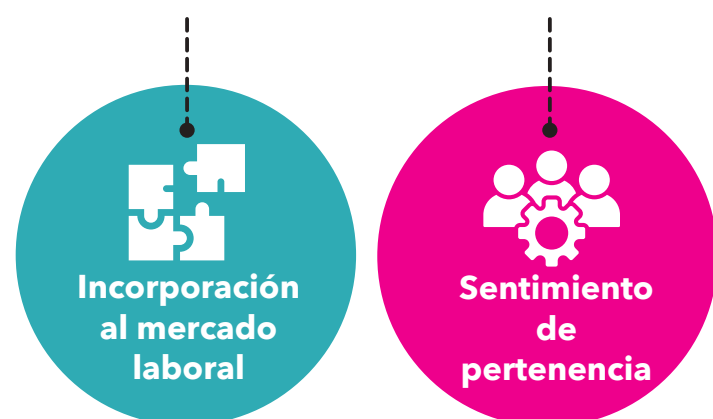 Incorporación
al mercado
laboral
Sentimiento
de
pertenencia